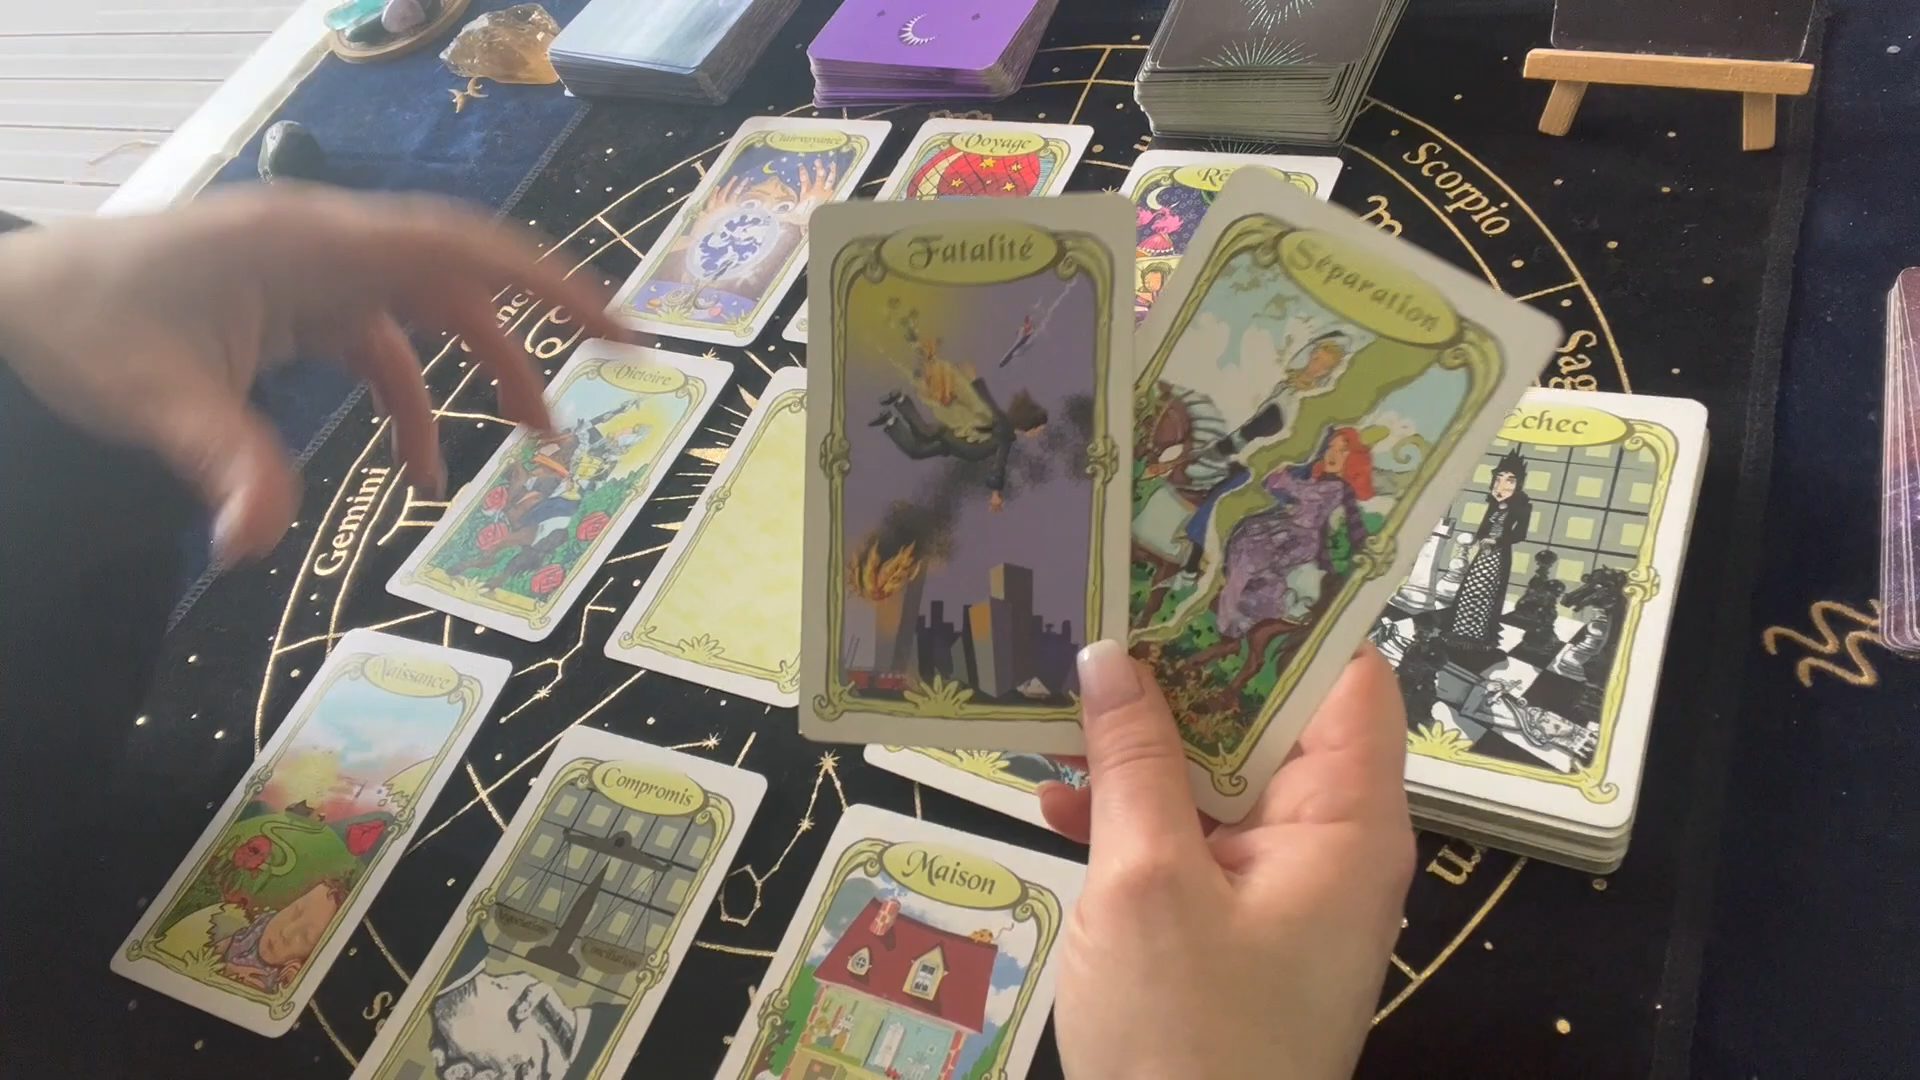 Clairvoyance
Voyage
Scorpio
Fatalité
Séparation
Victoire
Echec
Gemini
Naissance
Compromis
Maison